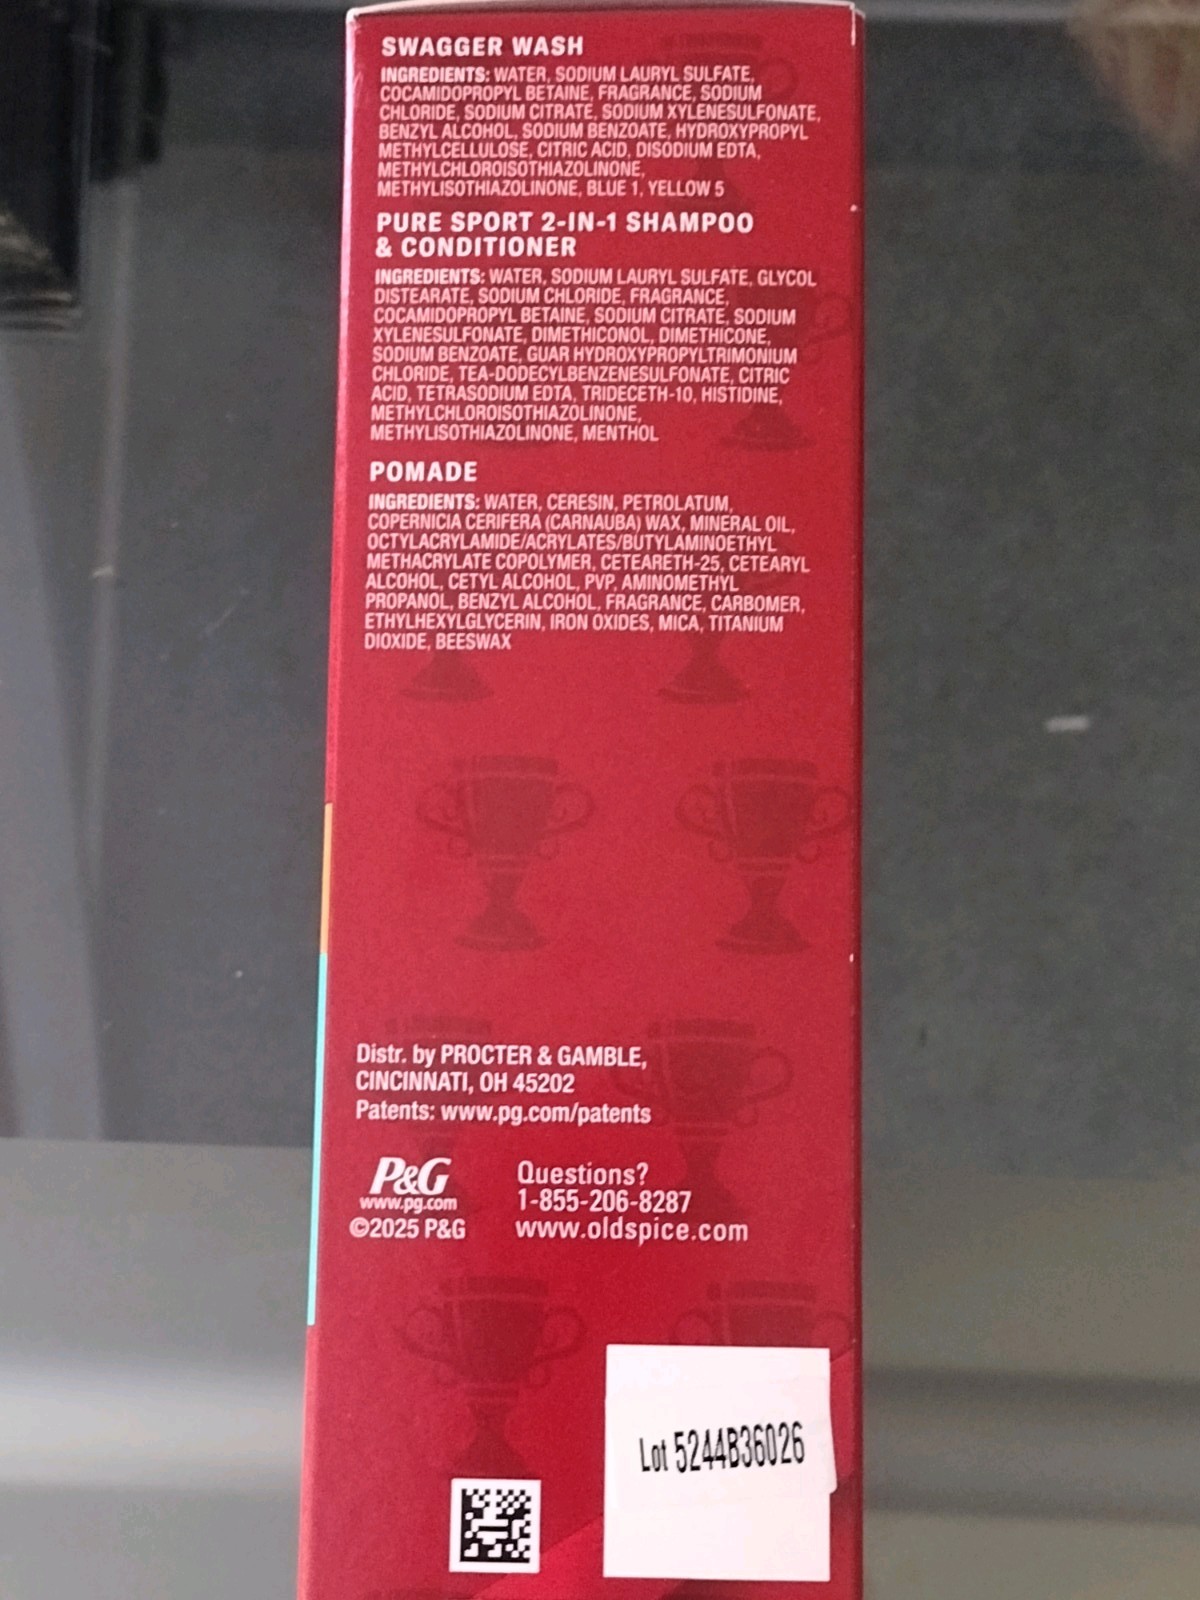 SWAGGER WASH
INGREDIENTS: WATER, SODIUM LAURYL SULFATE,
COCAMIDOPROPYL BETAINE, FRAGRANCE, SODIUM
CHLORIDE, SODIUM CITRATE, SODIUM XYLENESULFONATE,
BENZYL ALCOHOL, SODIUM BENZOATE, HYDROXYPROPYL
METHYLCELLULOSE, CITRIC ACID, DISODIUM EDTA,
METHYLCHLOROISOTHIAZOLINONE,
METHYLISOTHIAZOLINONE, BLUE 1, YELLOW 5
PURE SPORT 2-IN-1 SHAMPOO
& CONDITIONER
INGREDIENTS: WATER, SODIUM LAURYL SULFATE, GLYCOL
DISTEARATE, SODIUM CHLORIDE, FRAGRANCE,
COCAMIDOPROPYL BETAINE, SODIUM CITRATE, SODIUM
XYLENESULFONATE, DIMETHICONOL, DIMETHICONE,
SODIUM BENZOATE, GUAR HYDROXYPROPYLTRIMONIUM
CHLORIDE, TEA-DODECYLBENZENESULFONATE, CITRIC
ACID, TETRASODIUM EDTA, TRIDECETH-10, HISTIDINE,
METHYLCHLOROISOTHIAZOLINONE,
METHYLISOTHIAZOLINONE, MENTHOL
POMADE
INGREDIENTS: WATER, CERESIN, PETROLATUM,
COPERNICIA CERIFERA (CARNAUBA) WAX, MINERAL OIL,
OCTYLACRYLAMIDE/ACRYLATES/BUTYLAMINOETHYL
METHACRYLATE COPOLYMER, CETEARETH-25, CETEARYL
ALCOHOL, CETYL ALCOHOL, PVP, AMINOMETHYL
PROPANOL, BENZYL ALCOHOL, FRAGRANCE, CARBOMER,
ETHYLHEXYLGLYCERIN, IRON OXIDES, MICA, TITANIUM
DIOXIDE, BEESWAX
Distr. by PROCTER & GAMBLE,
CINCINNATI, OH 45202
Patents: www.pg.com/patents
P&G
www.pg.com
©2025 P&G
Questions?
1-855-206-8287
www.oldspice.com
Lot 5244B36026